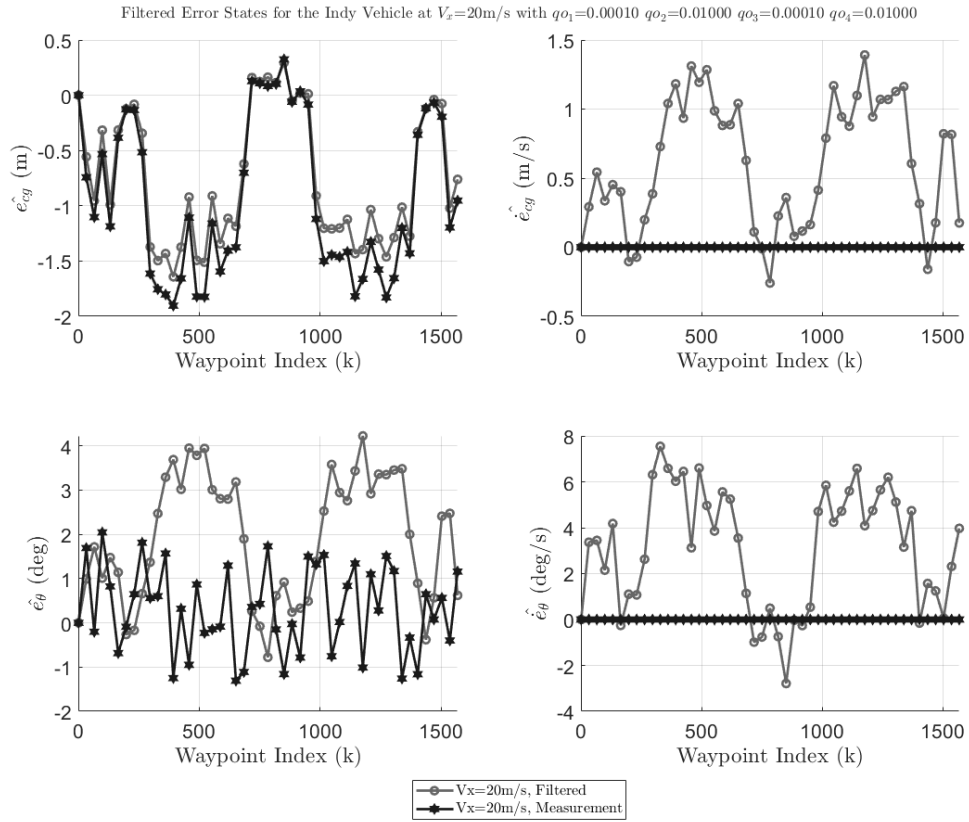 Filtered Error States for the Indy Vehicle at Vₓ=20m/s with qo₁=0.00010 qo₂=0.01000 qo₃=0.00010 qo₄=0.01000
0.5
0
-0.5
-1
-1.5
-2
ê_cg (m)
0 500 1000 1500
Waypoint Index (k)
1.5
1
0.5
0
-0.5
ė̂_cg (m/s)
0 500 1000 1500
Waypoint Index (k)
4
3
2
1
0
-1
-2
ê_θ (deg)
0 500 1000 1500
Waypoint Index (k)
8
6
4
2
0
-2
-4
ė̂_θ (deg/s)
0 500 1000 1500
Waypoint Index (k)
Vx=20m/s, Filtered
Vx=20m/s, Measurement